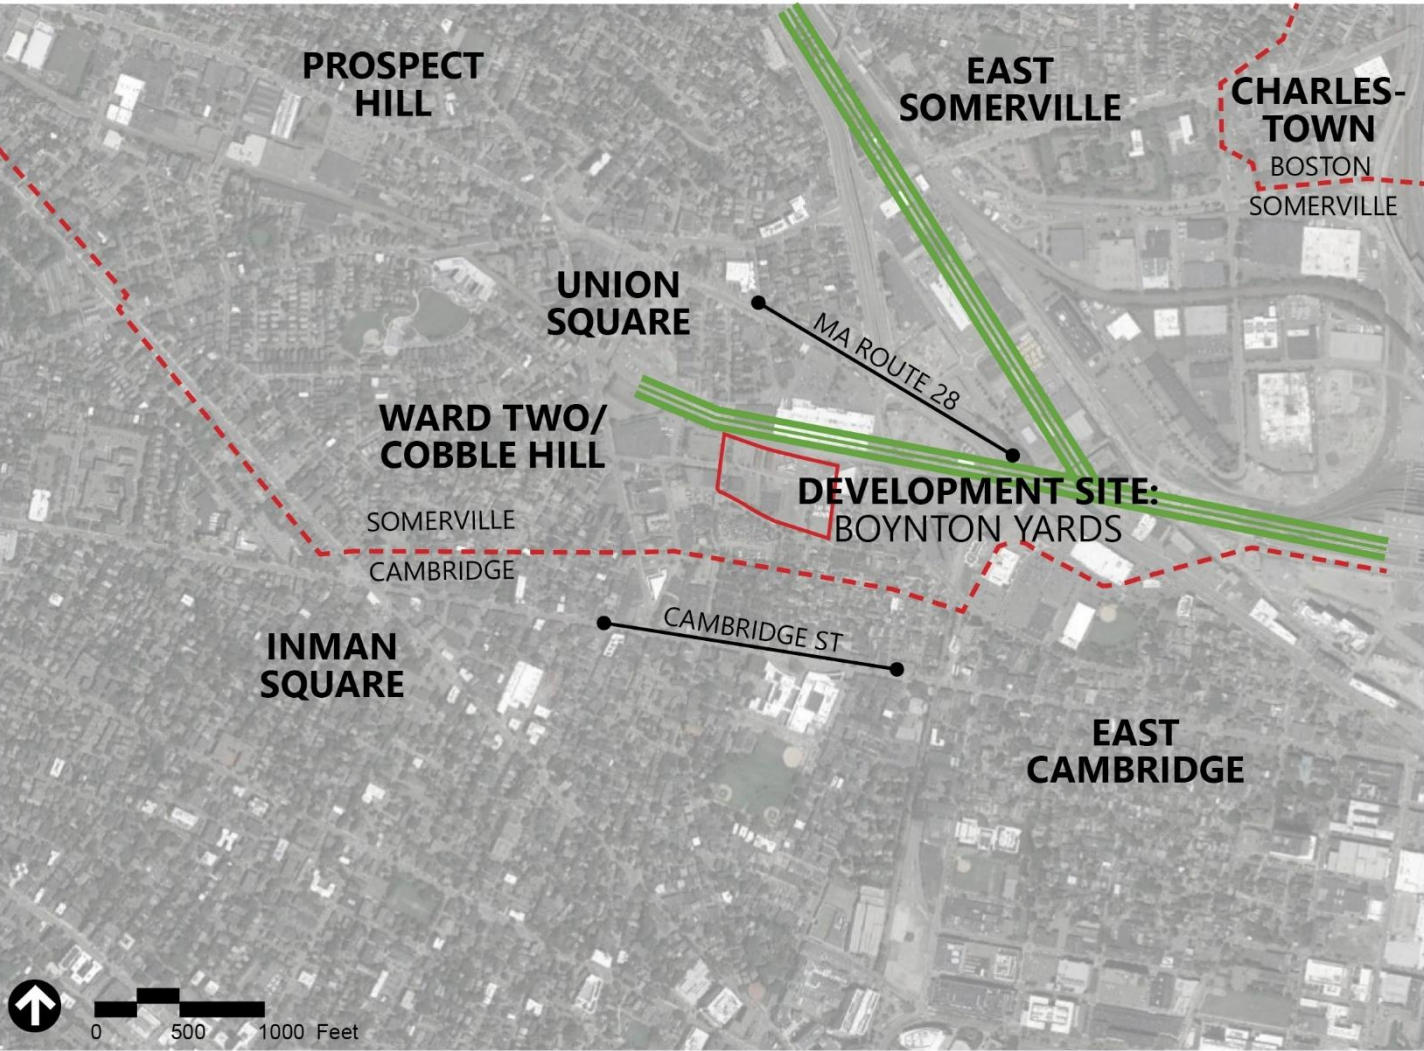 PROSPECT
HILL
EAST
SOMERVILLE
CHARLES-
TOWN
BOSTON
SOMERVILLE
UNION
SQUARE
MA ROUTE 28
WARD TWO/
COBBLE HILL
DEVELOPMENT SITE:
BOYNTON YARDS
SOMERVILLE
CAMBRIDGE
CAMBRIDGE ST
INMAN
SQUARE
EAST
CAMBRIDGE
0 500 1000 Feet